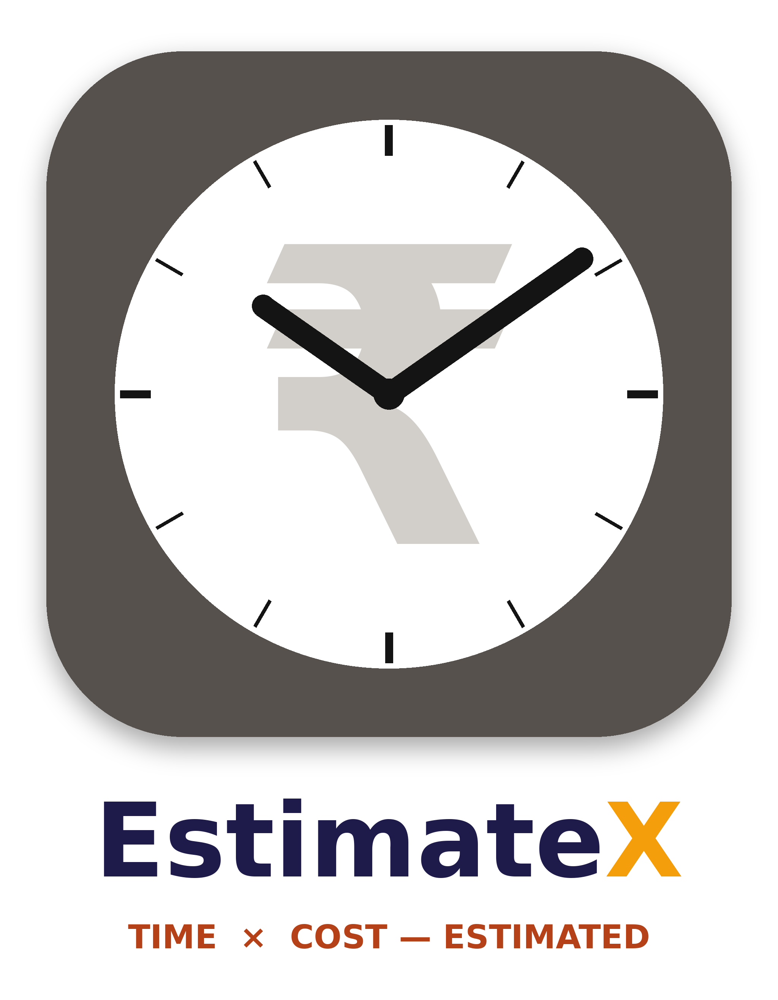 ₹
EstimateX
TIME × COST — ESTIMATED